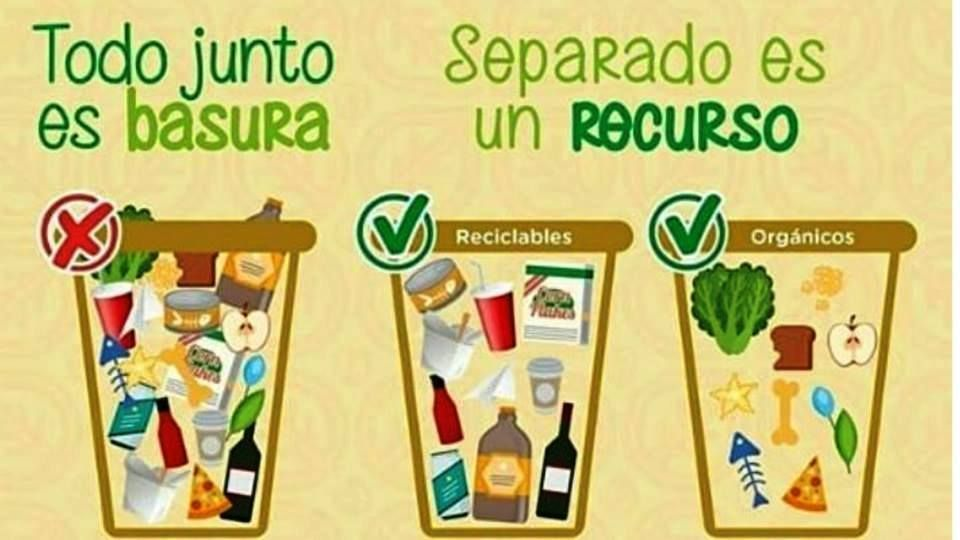 Todo junto
es basura
Separado es
un recurso
Reciclables
Orgánicos